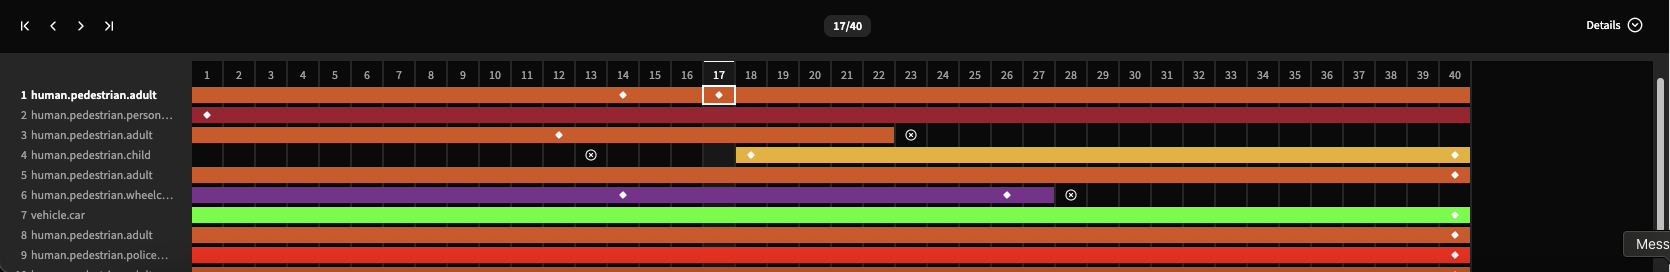 17/40
Details
1 2 3 4 5 6 7 8 9 10 11 12 13 14 15 16 17 18 19 20 21 22 23 24 25 26 27 28 29 30 31 32 33 34 35 36 37 38 39 40
1 human.pedestrian.adult
2 human.pedestrian.person...
3 human.pedestrian.adult
4 human.pedestrian.child
5 human.pedestrian.adult
6 human.pedestrian.wheelc...
7 vehicle.car
8 human.pedestrian.adult
9 human.pedestrian.police...
Mess